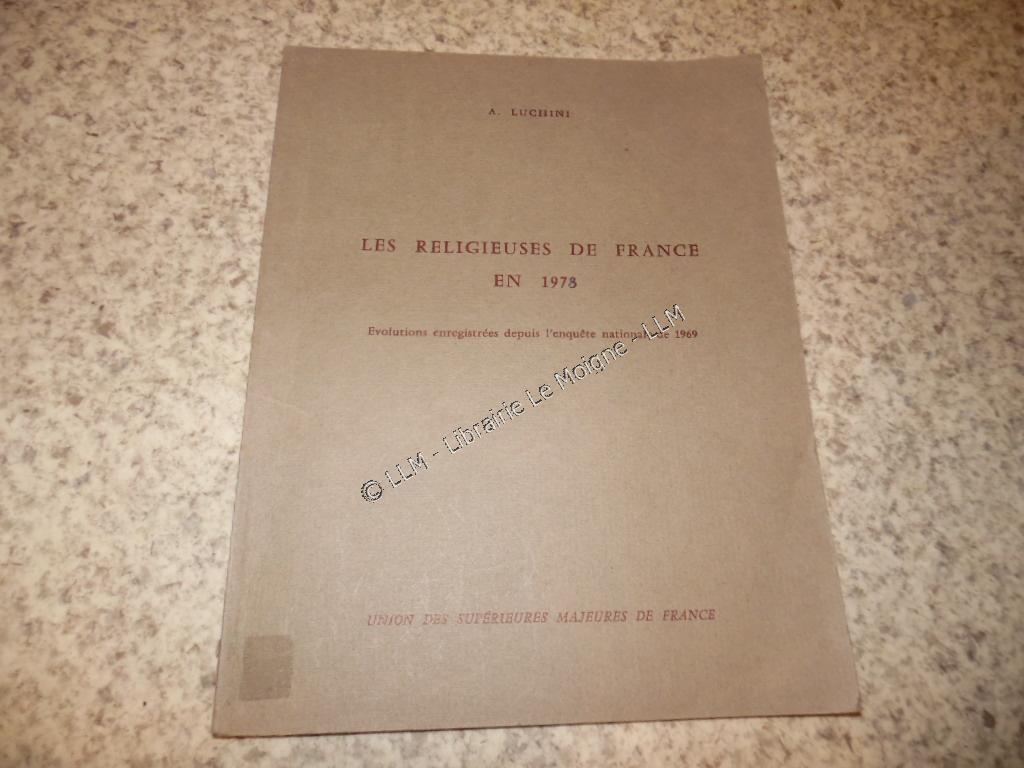 A. LUCHINI
LES RELIGIEUSES DE FRANCE
EN 1978
Evolutions enregistrées depuis l'enquête nationale de 1969
© LLM - Librairie Le Moigne - LLM
UNION DES SUPÉRIEURES MAJEURES DE FRANCE